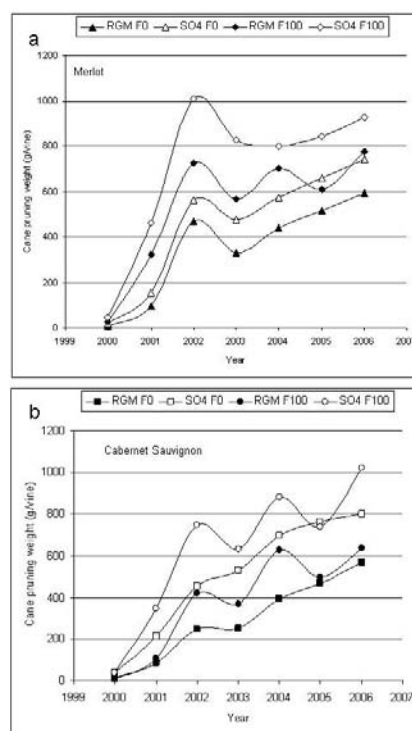 a
RGM F0 SO4 F0 RGM F100 SO4 F100
Merlot
Cane pruning weight (g/vine)
1200
1000
800
600
400
200
0
1999 2000 2001 2002 2003 2004 2005 2006 2007
Year
b
RGM F0 SO4 F0 RGM F100 SO4 F100
Cabernet Sauvignon
Cane pruning weight (g/vine)
1200
1000
800
600
400
200
0
1999 2000 2001 2002 2003 2004 2005 2006 2007
Year